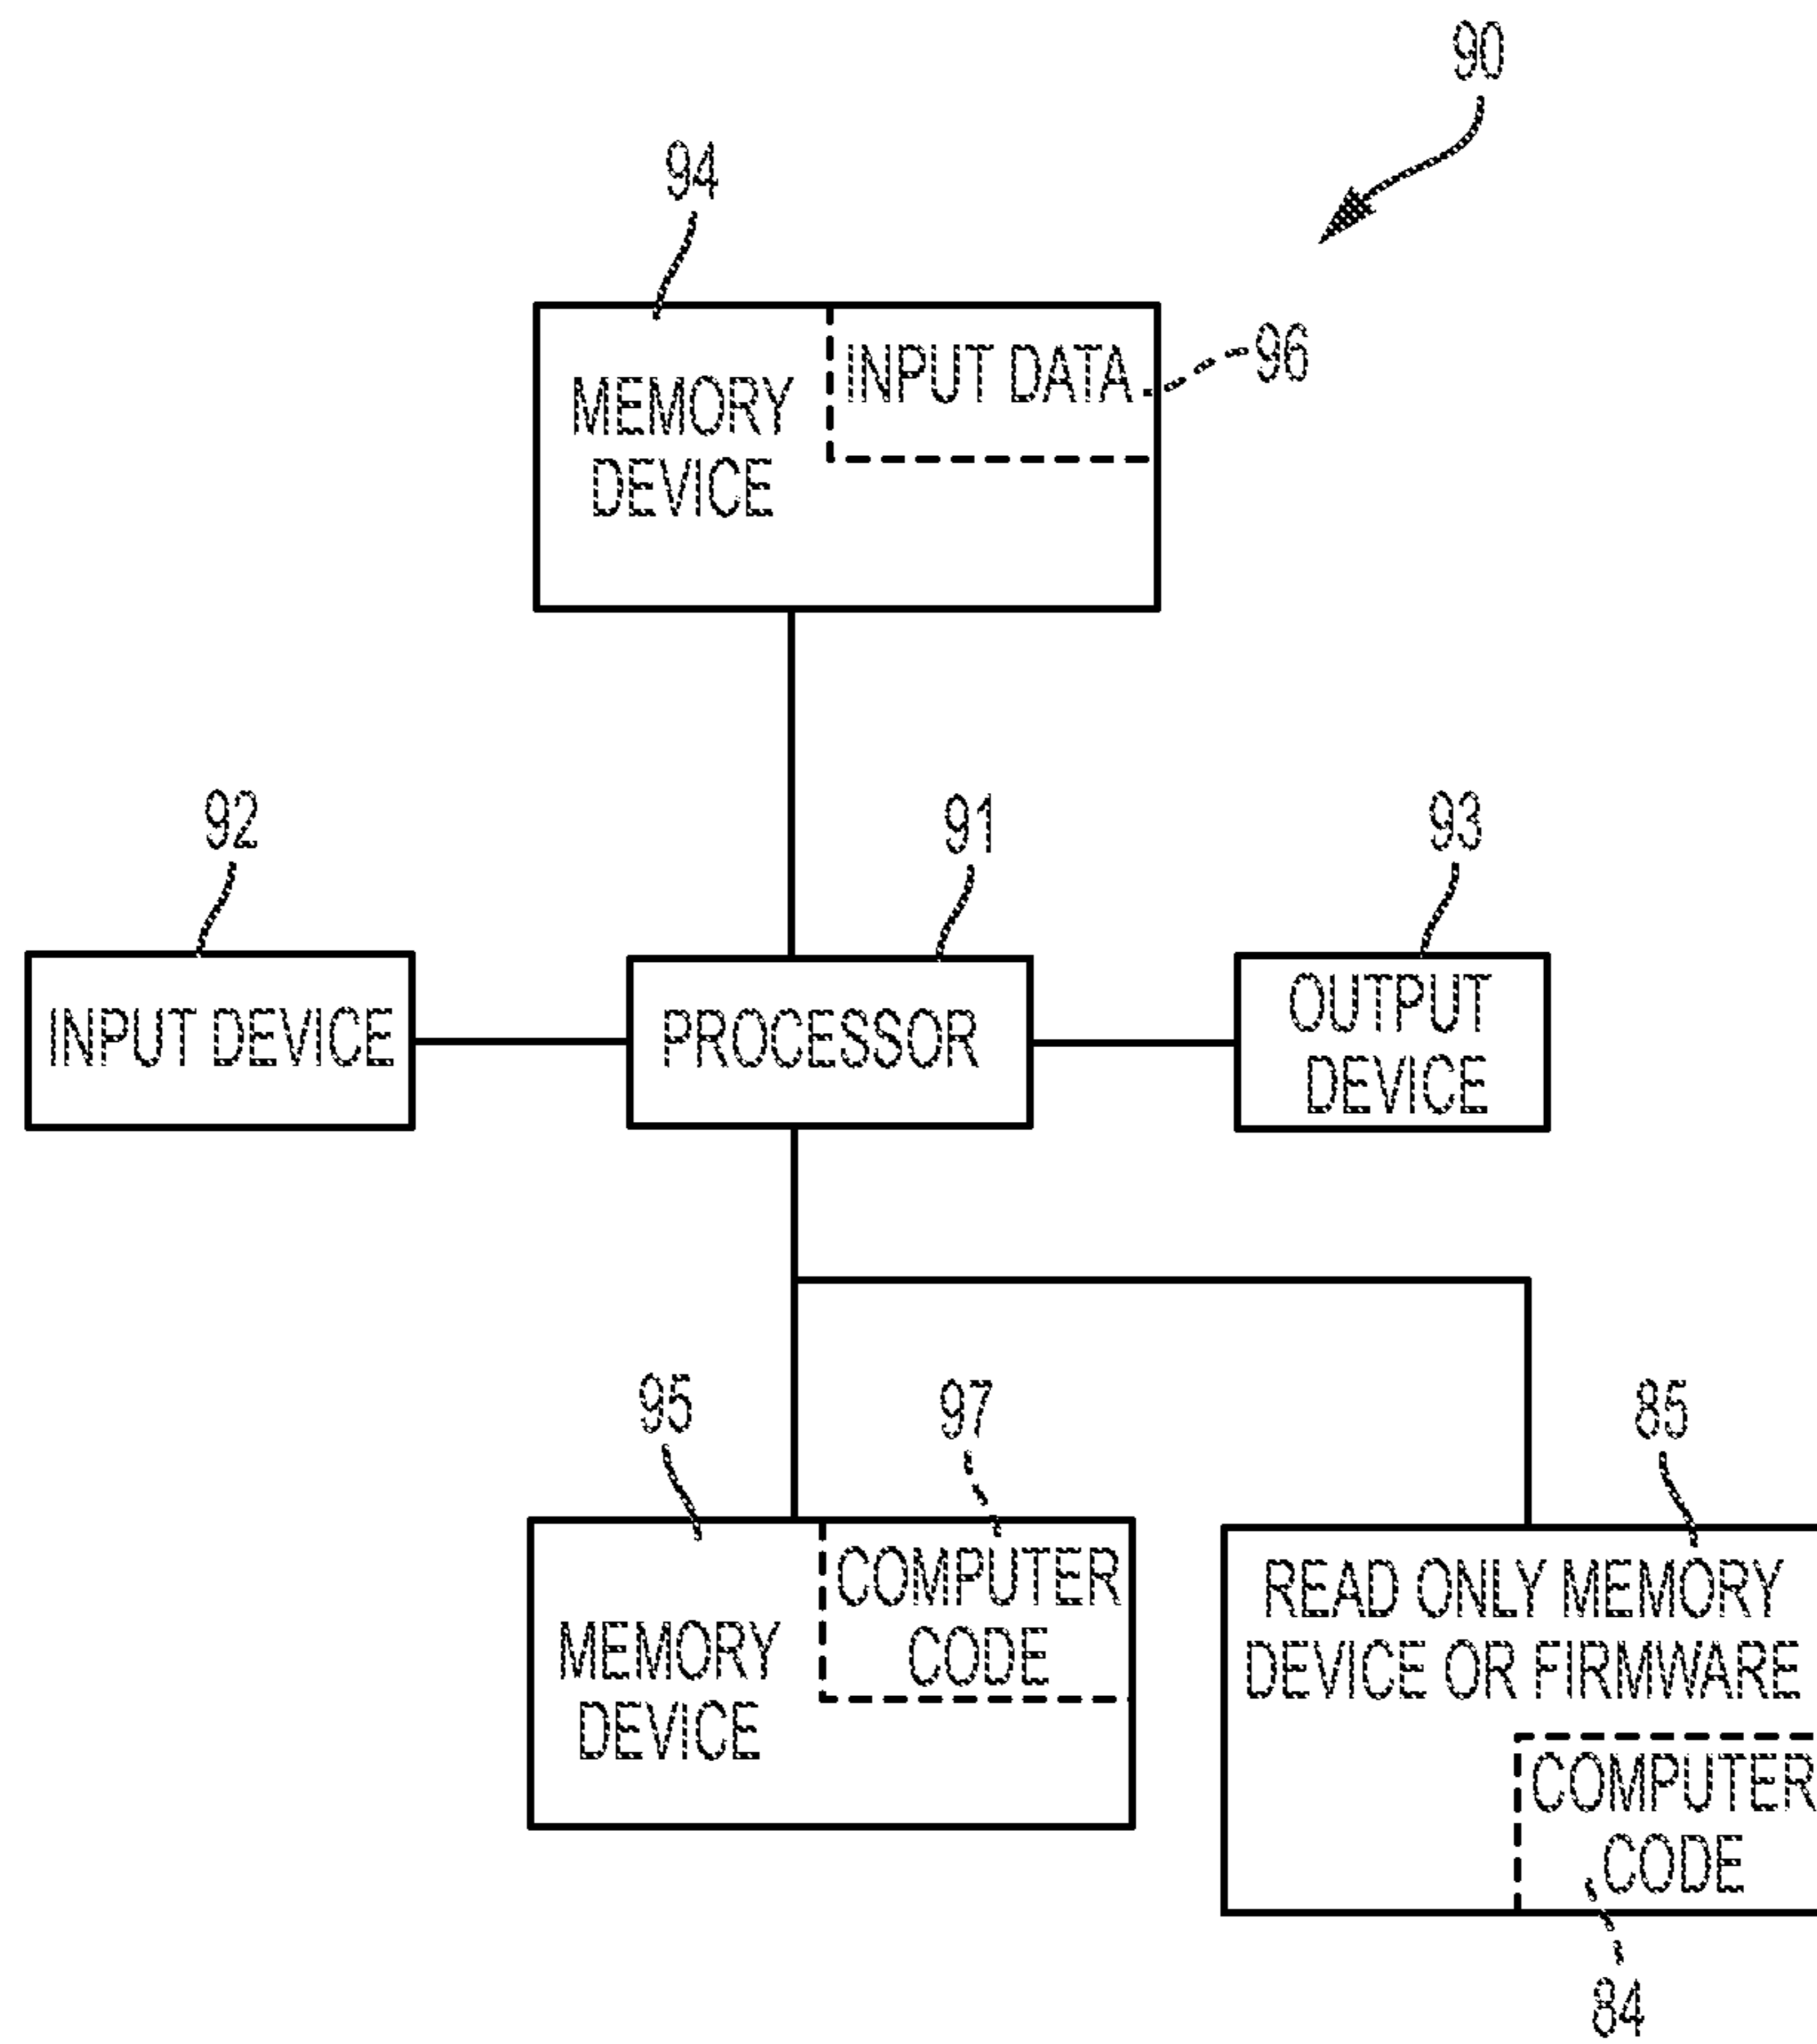 90
94
INPUT DATA
96
MEMORY
DEVICE
92
91
93
INPUT DEVICE
PROCESSOR
OUTPUT
DEVICE
95
97
85
COMPUTER
CODE
MEMORY
DEVICE
READ ONLY MEMORY
DEVICE OR FIRMWARE
COMPUTER
CODE
84